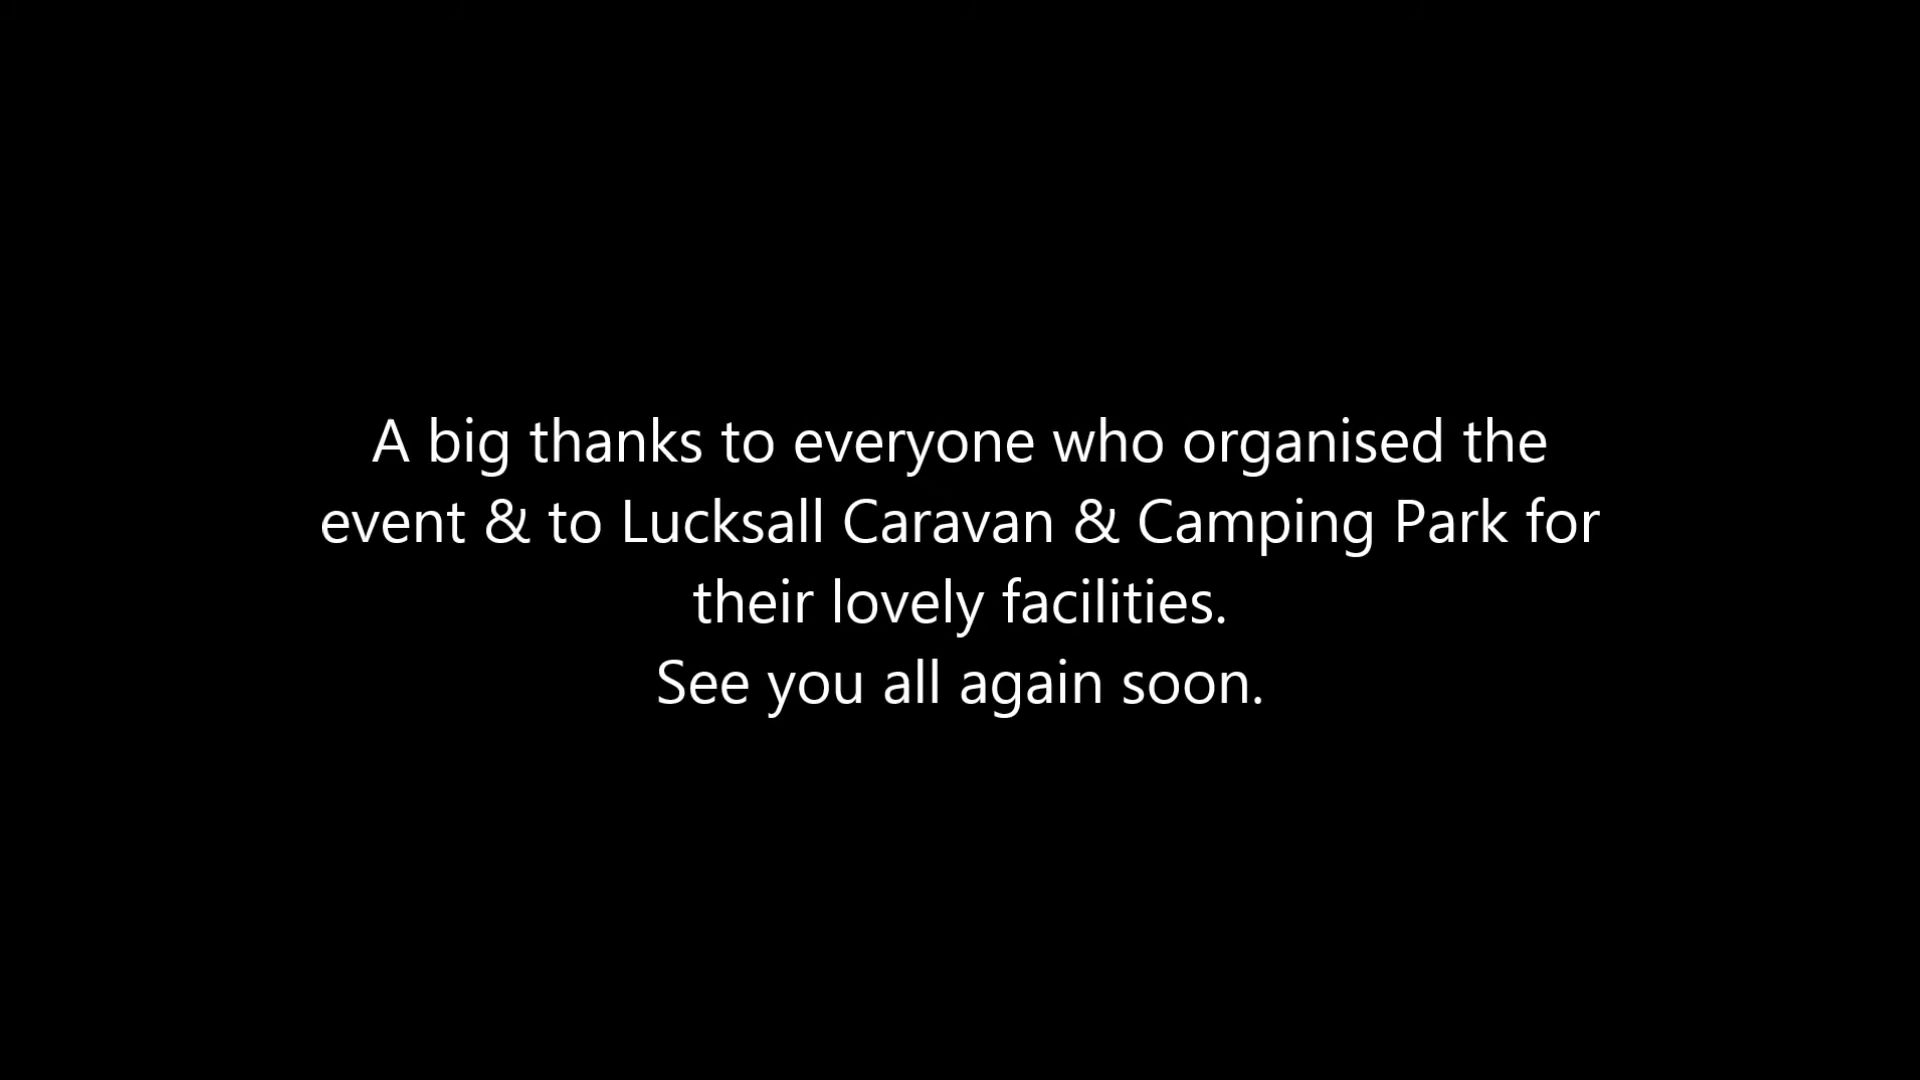 A big thanks to everyone who organised the
event & to Lucksall Caravan & Camping Park for
their lovely facilities.
See you all again soon.